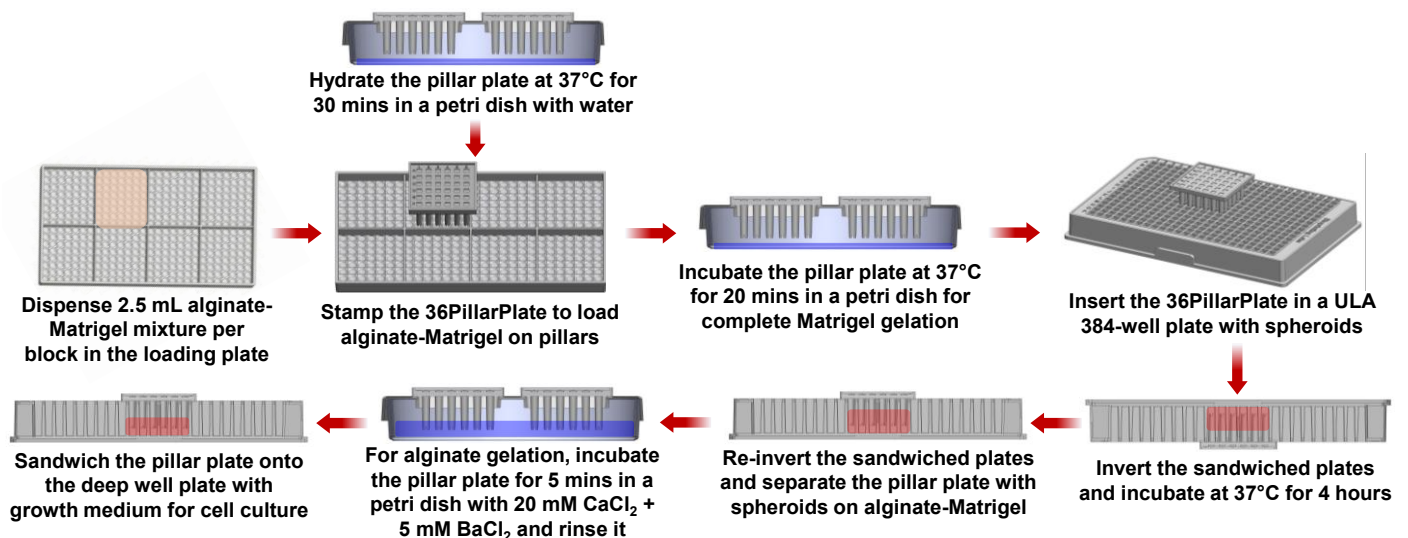 Hydrate the pillar plate at 37°C for
30 mins in a petri dish with water
Dispense 2.5 mL alginate-
Matrigel mixture per
block in the loading plate
Stamp the 36PillarPlate to load
alginate-Matrigel on pillars
Incubate the pillar plate at 37°C
for 20 mins in a petri dish for
complete Matrigel gelation
Insert the 36PillarPlate in a ULA
384-well plate with spheroids
Invert the sandwiched plates
and incubate at 37°C for 4 hours
Re-invert the sandwiched plates
and separate the pillar plate with
spheroids on alginate-Matrigel
For alginate gelation, incubate
the pillar plate for 5 mins in a
petri dish with 20 mM CaCl₂ +
5 mM BaCl₂ and rinse it
Sandwich the pillar plate onto
the deep well plate with
growth medium for cell culture